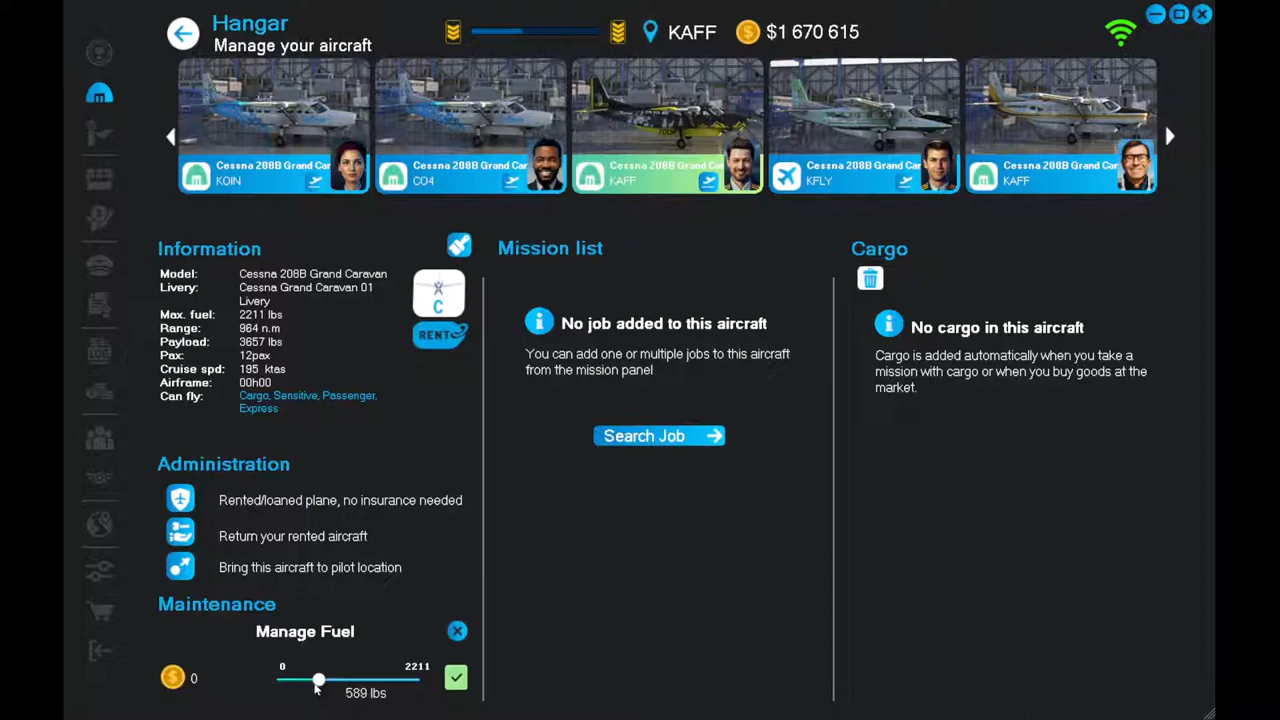 Hangar
Manage your aircraft
KAFF
$1 670 615
Cessna 208B Grand Car
KOIN
Cessna 208B Grand Car
CO4
Cessna 208B Grand Car
KAFF
Cessna 208B Grand Car
KFLY
Cessna 208B Grand Car
KAFF
Information
Model: Cessna 208B Grand Caravan
Livery: Cessna Grand Caravan 01
Livery
Max. fuel: 2211 lbs
Range: 964 n.m
Payload: 3657 lbs
Pax: 12pax
Cruise spd: 195 ktas
Airframe: 00h00
Can fly: Cargo, Sensitive, Passenger,
Express
C
RENT
Administration
Rented/loaned plane, no insurance needed
Return your rented aircraft
Bring this aircraft to pilot location
Maintenance
Manage Fuel
0
0 2211
589 lbs
Mission list
No job added to this aircraft
You can add one or multiple jobs to this aircraft
from the mission panel
Search Job
Cargo
No cargo in this aircraft
Cargo is added automatically when you take a
mission with cargo or when you buy goods at the
market.